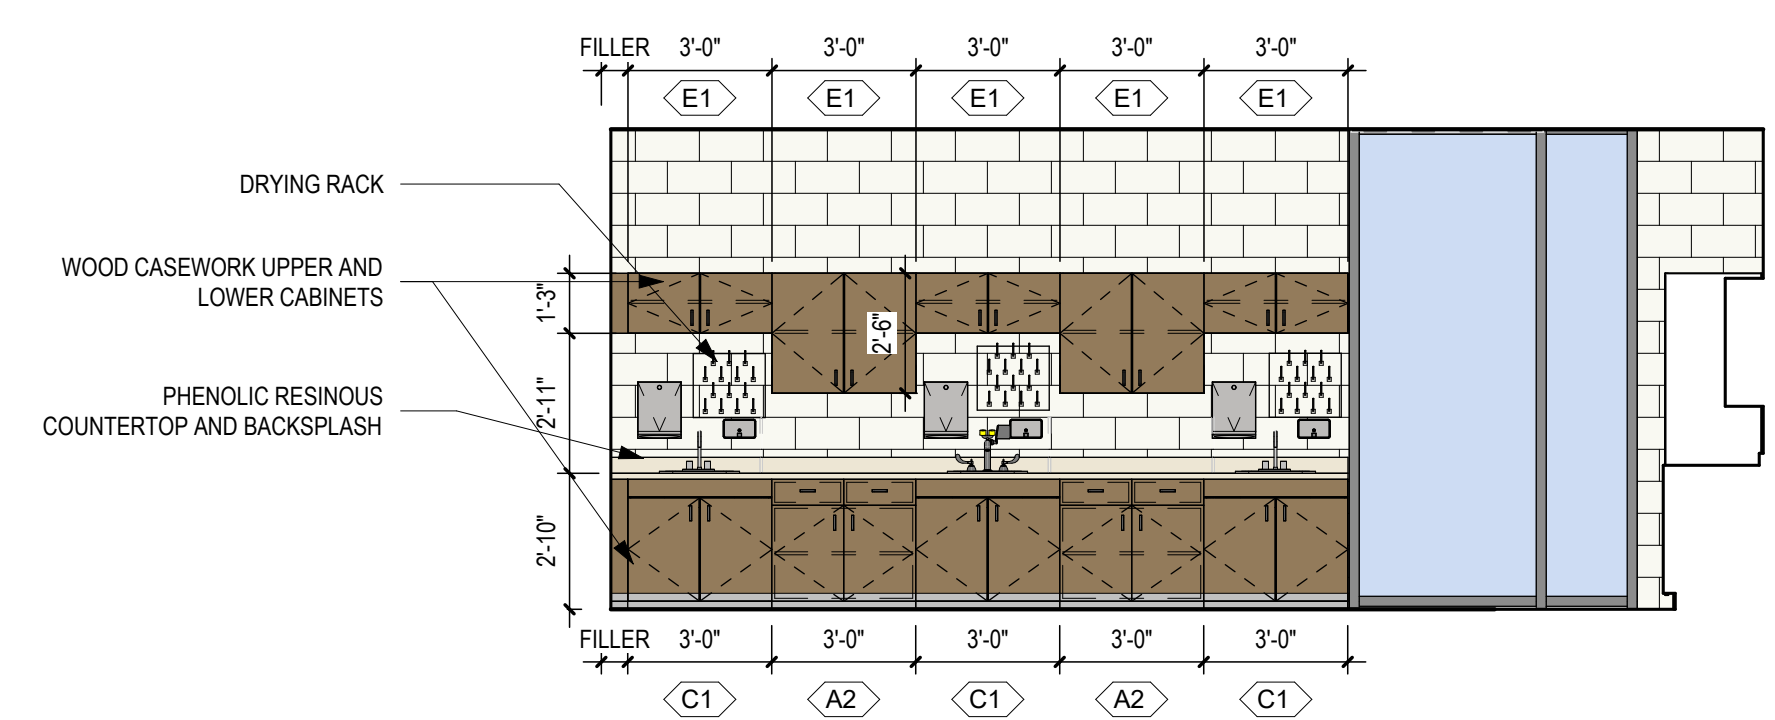 FILLER 3'-0" 3'-0" 3'-0" 3'-0" 3'-0"
E1 E1 E1 E1 E1
DRYING RACK
WOOD CASEWORK UPPER AND
LOWER CABINETS
1'-3"
2'-6"
PHENOLIC RESINOUS
COUNTERTOP AND BACKSPLASH
2'-11"
2'-10"
FILLER 3'-0" 3'-0" 3'-0" 3'-0" 3'-0"
C1 A2 C1 A2 C1